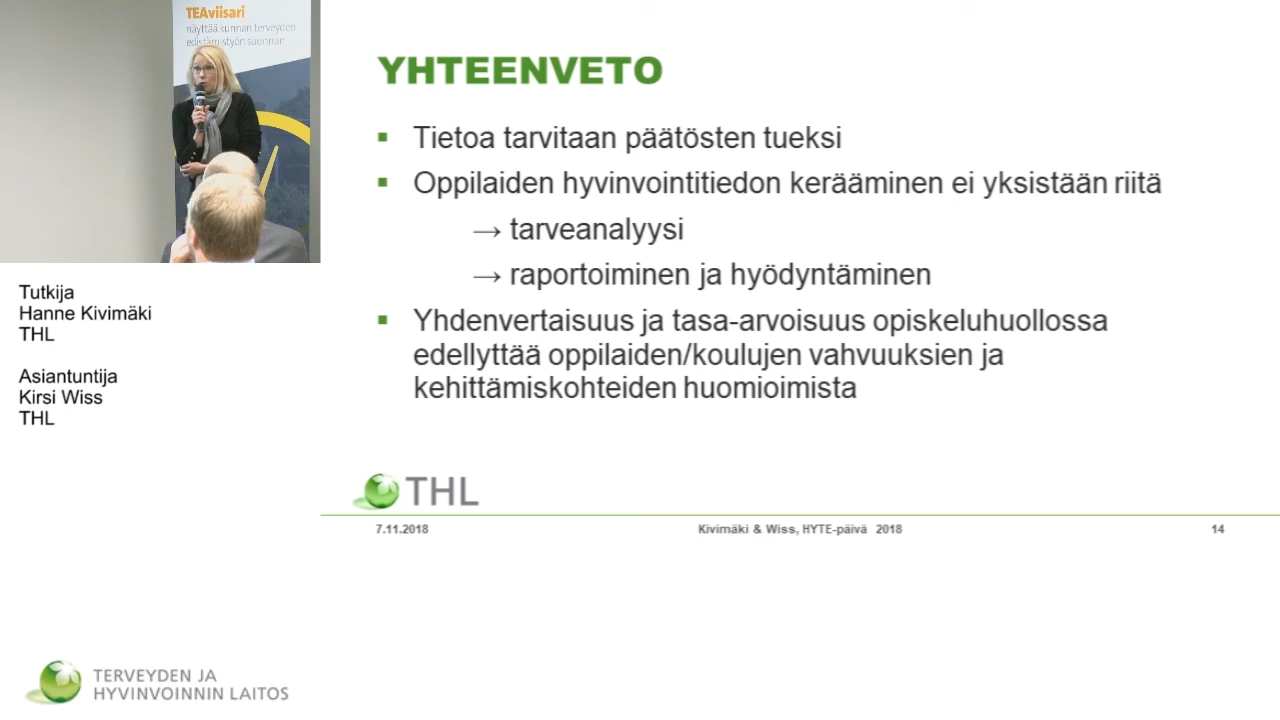 TEAviisari
näyttää kunnan terveyden
edistämistyön suunnan
Tutkija
Hanne Kivimäki
THL
Asiantuntija
Kirsi Wiss
THL
YHTEENVETO
▪ Tietoa tarvitaan päätösten tueksi
▪ Oppilaiden hyvinvointitiedon kerääminen ei yksistään riitä
→ tarveanalyysi
→ raportoiminen ja hyödyntäminen
▪ Yhdenvertaisuus ja tasa-arvoisuus opiskeluhuollossa
edellyttää oppilaiden/koulujen vahvuuksien ja
kehittämiskohteiden huomioimista
THL
7.11.2018 Kivimäki & Wiss, HYTE-päivä 2018 14
TERVEYDEN JA
HYVINVOINNIN LAITOS